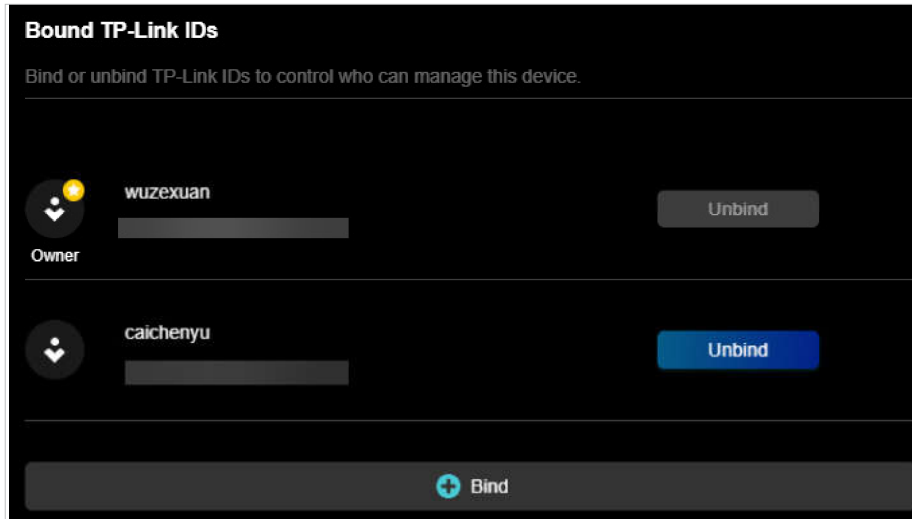 Bound TP-Link IDs
Bind or unbind TP-Link IDs to control who can manage this device.
wuzexuan
Unbind
Owner
caichenyu
Unbind
Bind